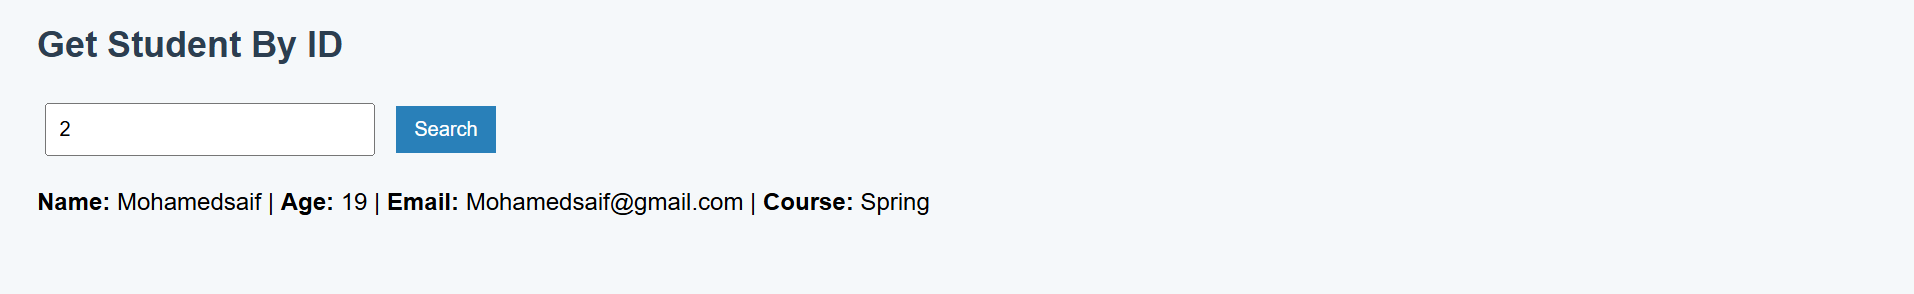 Get Student By ID
2 Search
Name: Mohamedsaif | Age: 19 | Email: Mohamedsaif@gmail.com | Course: Spring